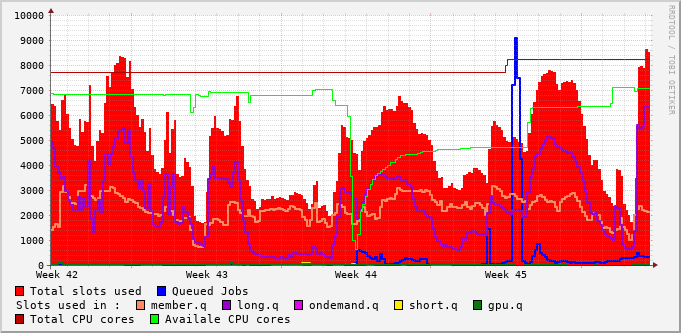 10000
9000
8000
7000
6000
5000
4000
3000
2000
1000
0
Week 42 Week 43 Week 44 Week 45
Total slots used Queued Jobs
Slots used in : member.q long.q ondemand.q short.q gpu.q
Total CPU cores Availale CPU cores
RRDTOOL / TOBI OETIKER